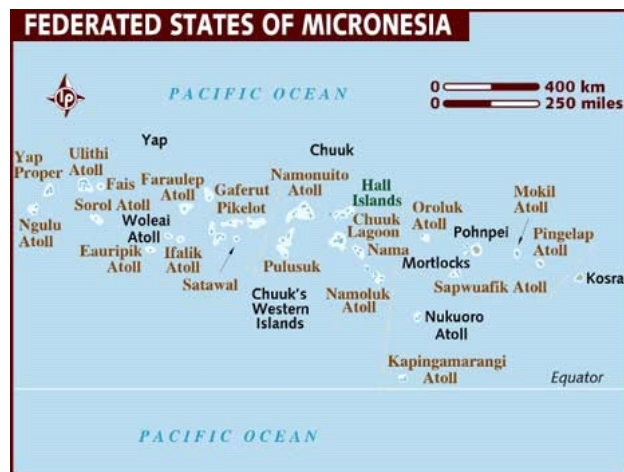 FEDERATED STATES OF MICRONESIA
lp
0 400 km
0 250 miles
PACIFIC OCEAN
Yap
Chuuk
Yap
Proper
Ulithi
Atoll
Fais
Faraulep
Atoll
Gaferut
Pikelot
Namonuito
Atoll
Hall
Islands
Chuuk
Lagoon
Oroluk
Atoll
Mokil
Atoll
Pohnpei
Pingelap
Atoll
Ngulu
Atoll
Sorol Atoll
Woleai
Atoll
Eauripik
Atoll
Ifalik
Atoll
Satawal
Pulusuk
Nama
Mortlocks
Sapwuafik Atoll
Kosra
Chuuk's
Western
Islands
Namoluk
Atoll
Nukuoro
Atoll
Kapingamarangi
Atoll
Equator
PACIFIC OCEAN